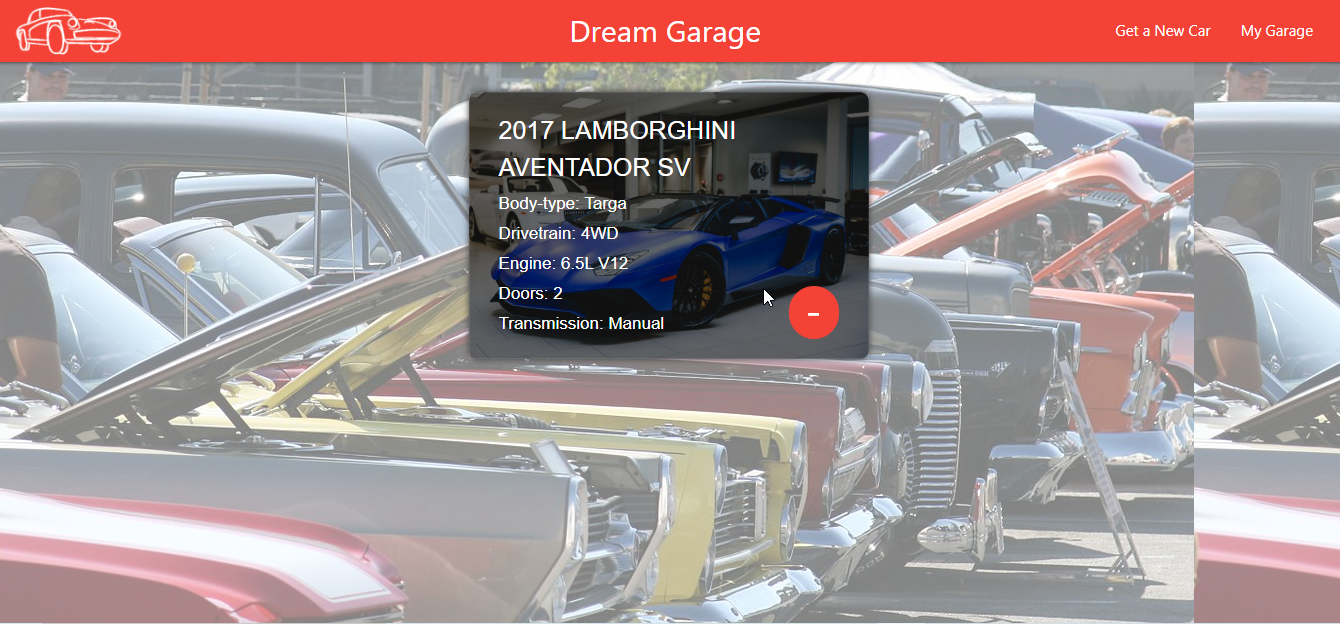 Dream Garage
Get a New Car
My Garage
2017 LAMBORGHINI
AVENTADOR SV
Body-type: Targa
Drivetrain: 4WD
Engine: 6.5L V12
Doors: 2
Transmission: Manual
-